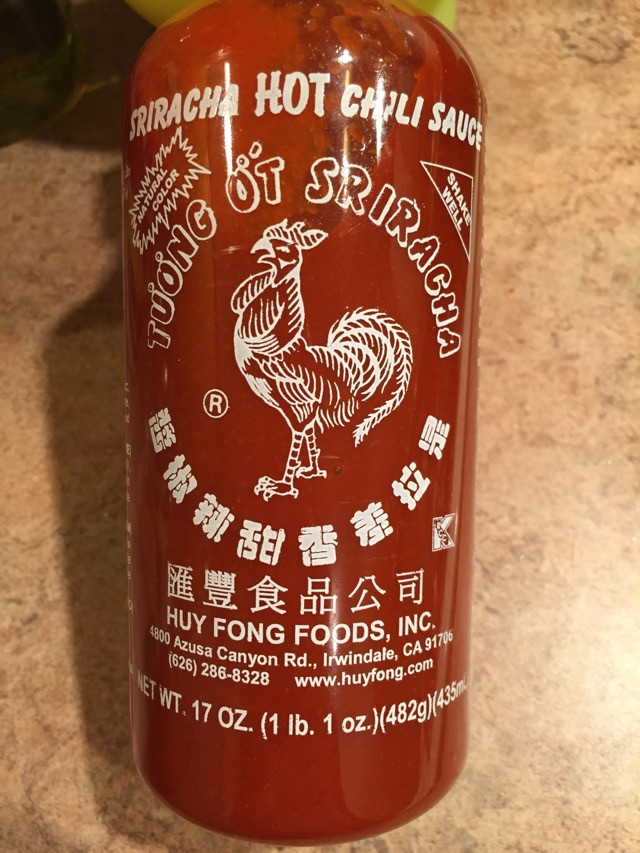 SRIRACHA HOT CHILI SAUCE
NATURAL
COLOR
SHAKE
WELL
TƯƠNG ỚT SRIRACHA
®
是拉差香甜辣椒醬
K
匯豐食品公司
HUY FONG FOODS, INC.
4800 Azusa Canyon Rd., Irwindale, CA 91706
(626) 286-8328 www.huyfong.com
NET WT. 17 OZ. (1 lb. 1 oz.)(482g)(435mL